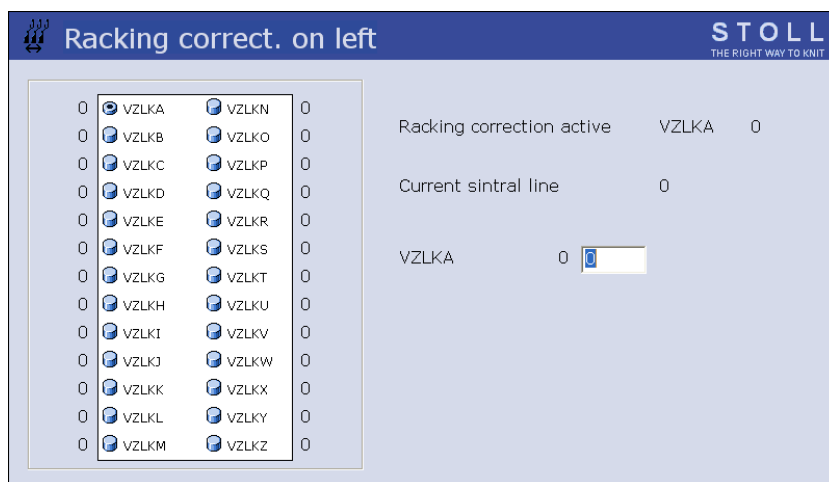 Racking correct. on left
STOLL
THE RIGHT WAY TO KNIT
0 VZLKA VZLKN 0
0 VZLKB VZLKO 0
0 VZLKC VZLKP 0
0 VZLKD VZLKQ 0
0 VZLKE VZLKR 0
0 VZLKF VZLKS 0
0 VZLKG VZLKT 0
0 VZLKH VZLKU 0
0 VZLKI VZLKV 0
0 VZLKJ VZLKW 0
0 VZLKK VZLKX 0
0 VZLKL VZLKY 0
0 VZLKM VZLKZ 0
Racking correction active VZLKA 0
Current sintral line 0
VZLKA 0 0